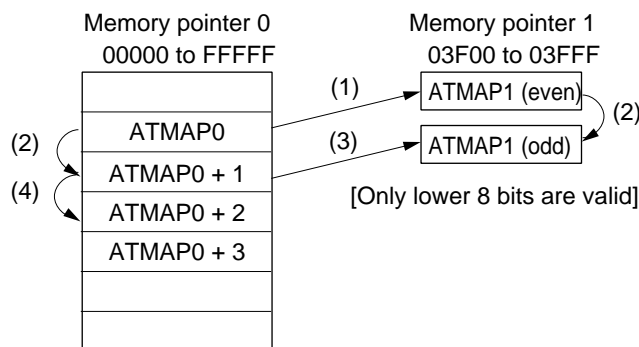 Memory pointer 0
00000 to FFFFF
Memory pointer 1
03F00 to 03FFF
(1)
ATMAP1 (even)
(2)
ATMAP0
(2)
(3)
ATMAP1 (odd)
ATMAP0 + 1
(4)
[Only lower 8 bits are valid]
ATMAP0 + 2
ATMAP0 + 3